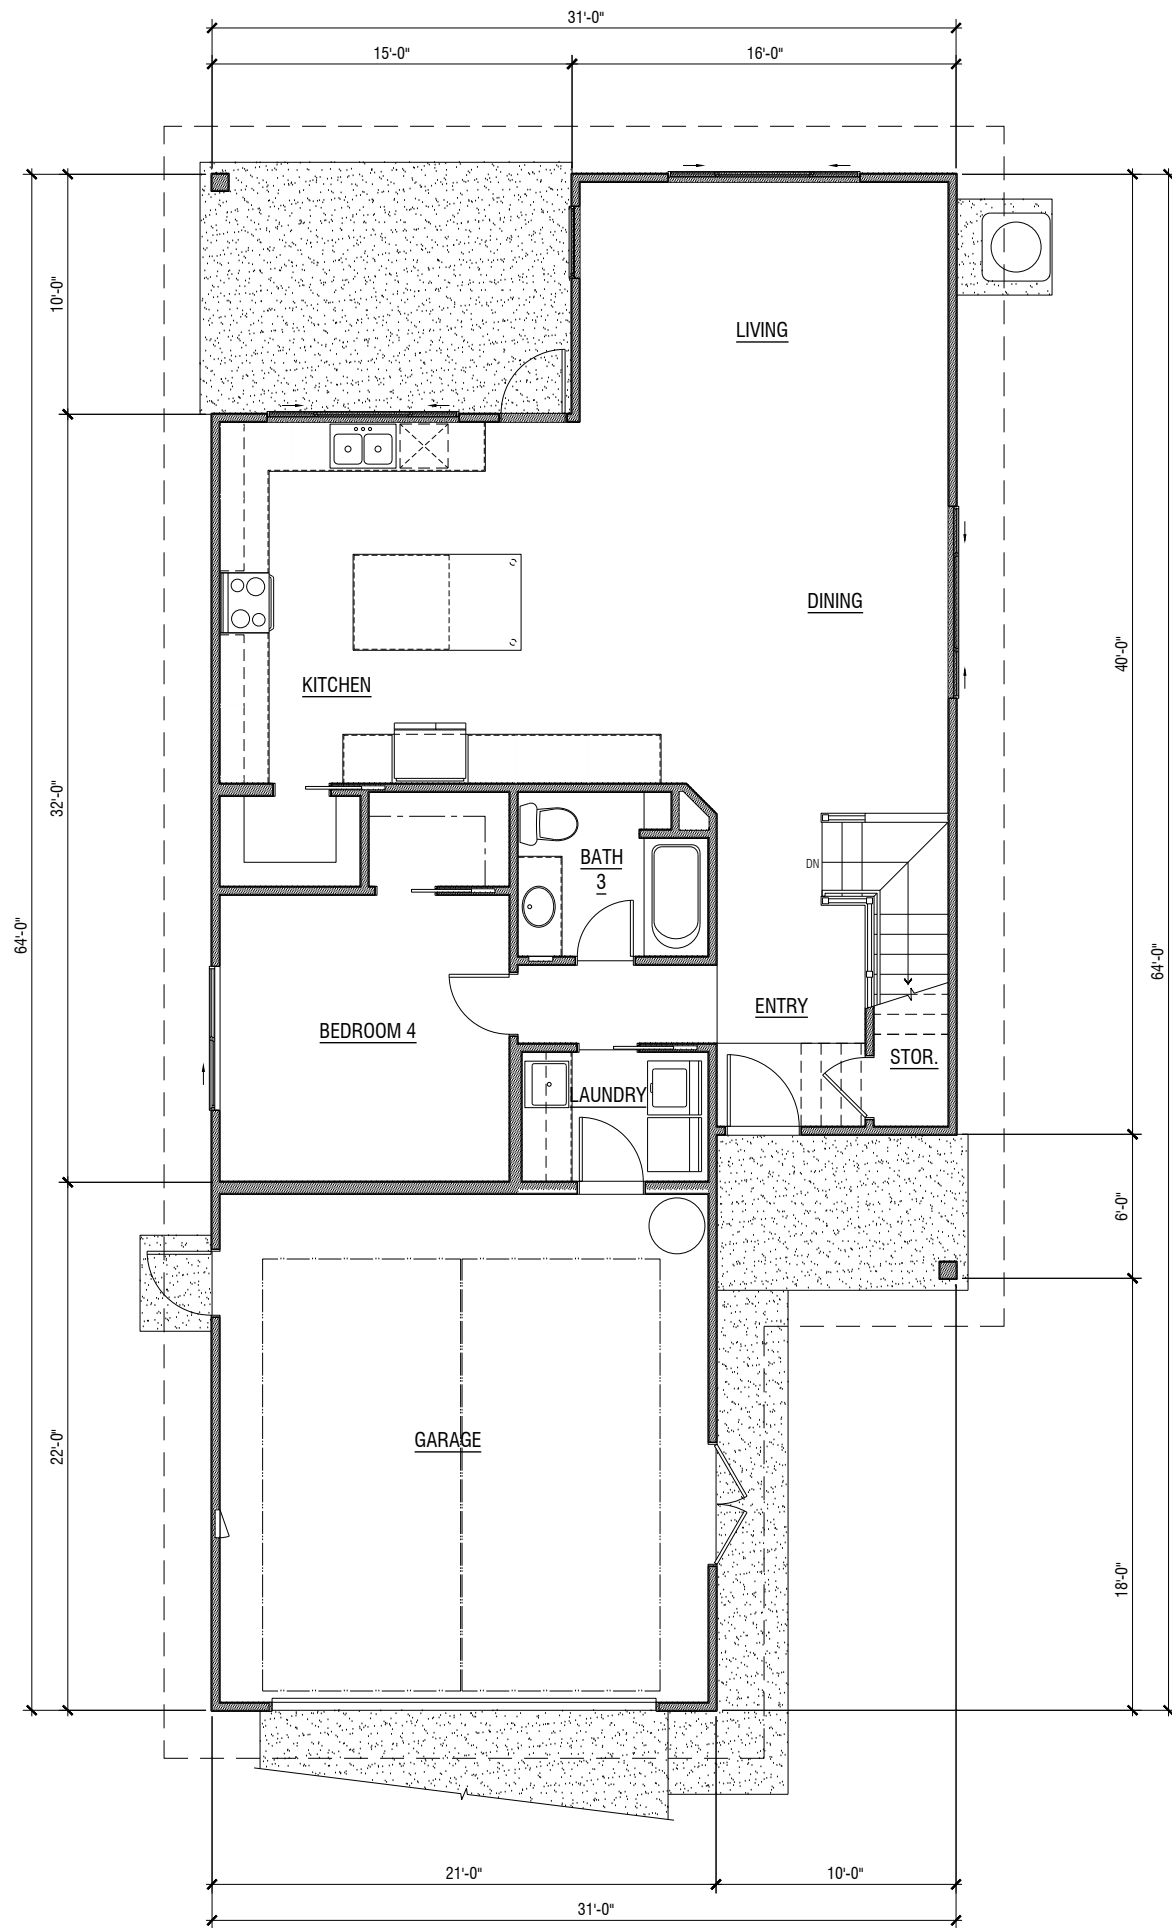 31'-0"
15'-0"
16'-0"
10'-0"
LIVING
DINING
40'-0"
KITCHEN
32'-0"
BATH
3
DN
64'-0"
64'-0"
ENTRY
BEDROOM 4
STOR.
LAUNDRY
6'-0"
GARAGE
22'-0"
18'-0"
21'-0"
10'-0"
31'-0"